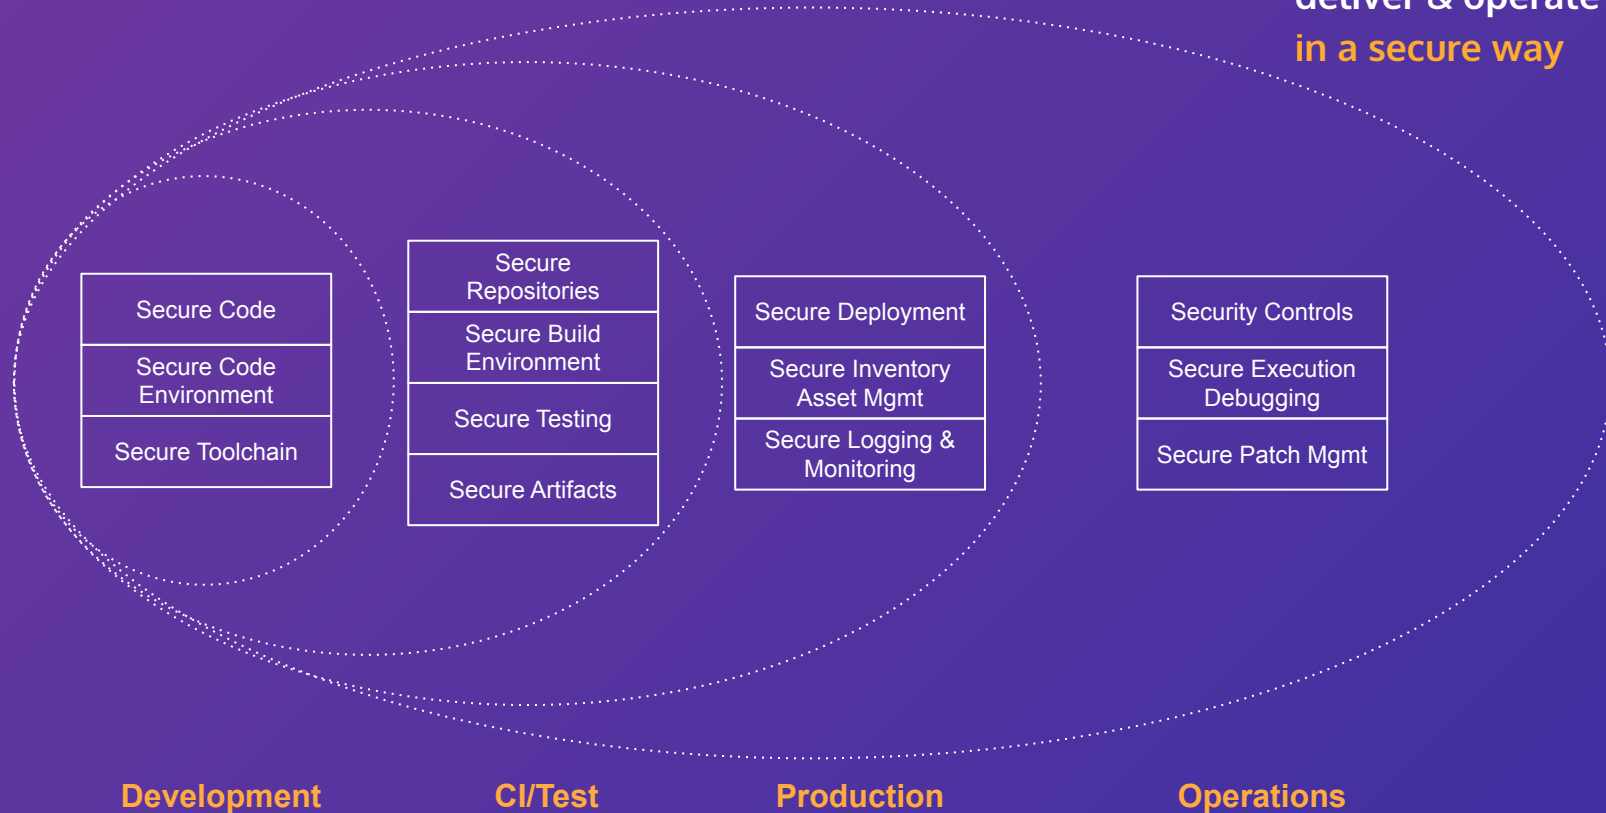 deliver & operate
in a secure way
Secure Code
Secure Code
Environment
Secure Toolchain
Secure
Repositories
Secure Build
Environment
Secure Testing
Secure Artifacts
Secure Deployment
Secure Inventory
Asset Mgmt
Secure Logging &
Monitoring
Security Controls
Secure Execution
Debugging
Secure Patch Mgmt
Development
CI/Test
Production
Operations